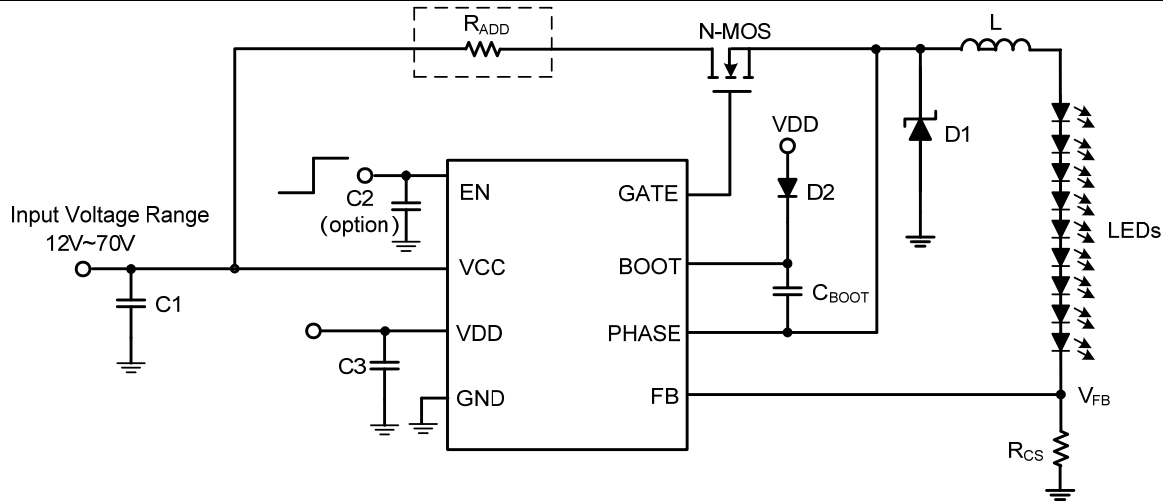 RADD
N-MOS
L
VDD
D1
EN
C2
(option)
GATE
D2
Input Voltage Range
12V~70V
LEDs
VCC
BOOT
C1
CBOOT
VDD
PHASE
C3
GND
FB
VFB
RCS